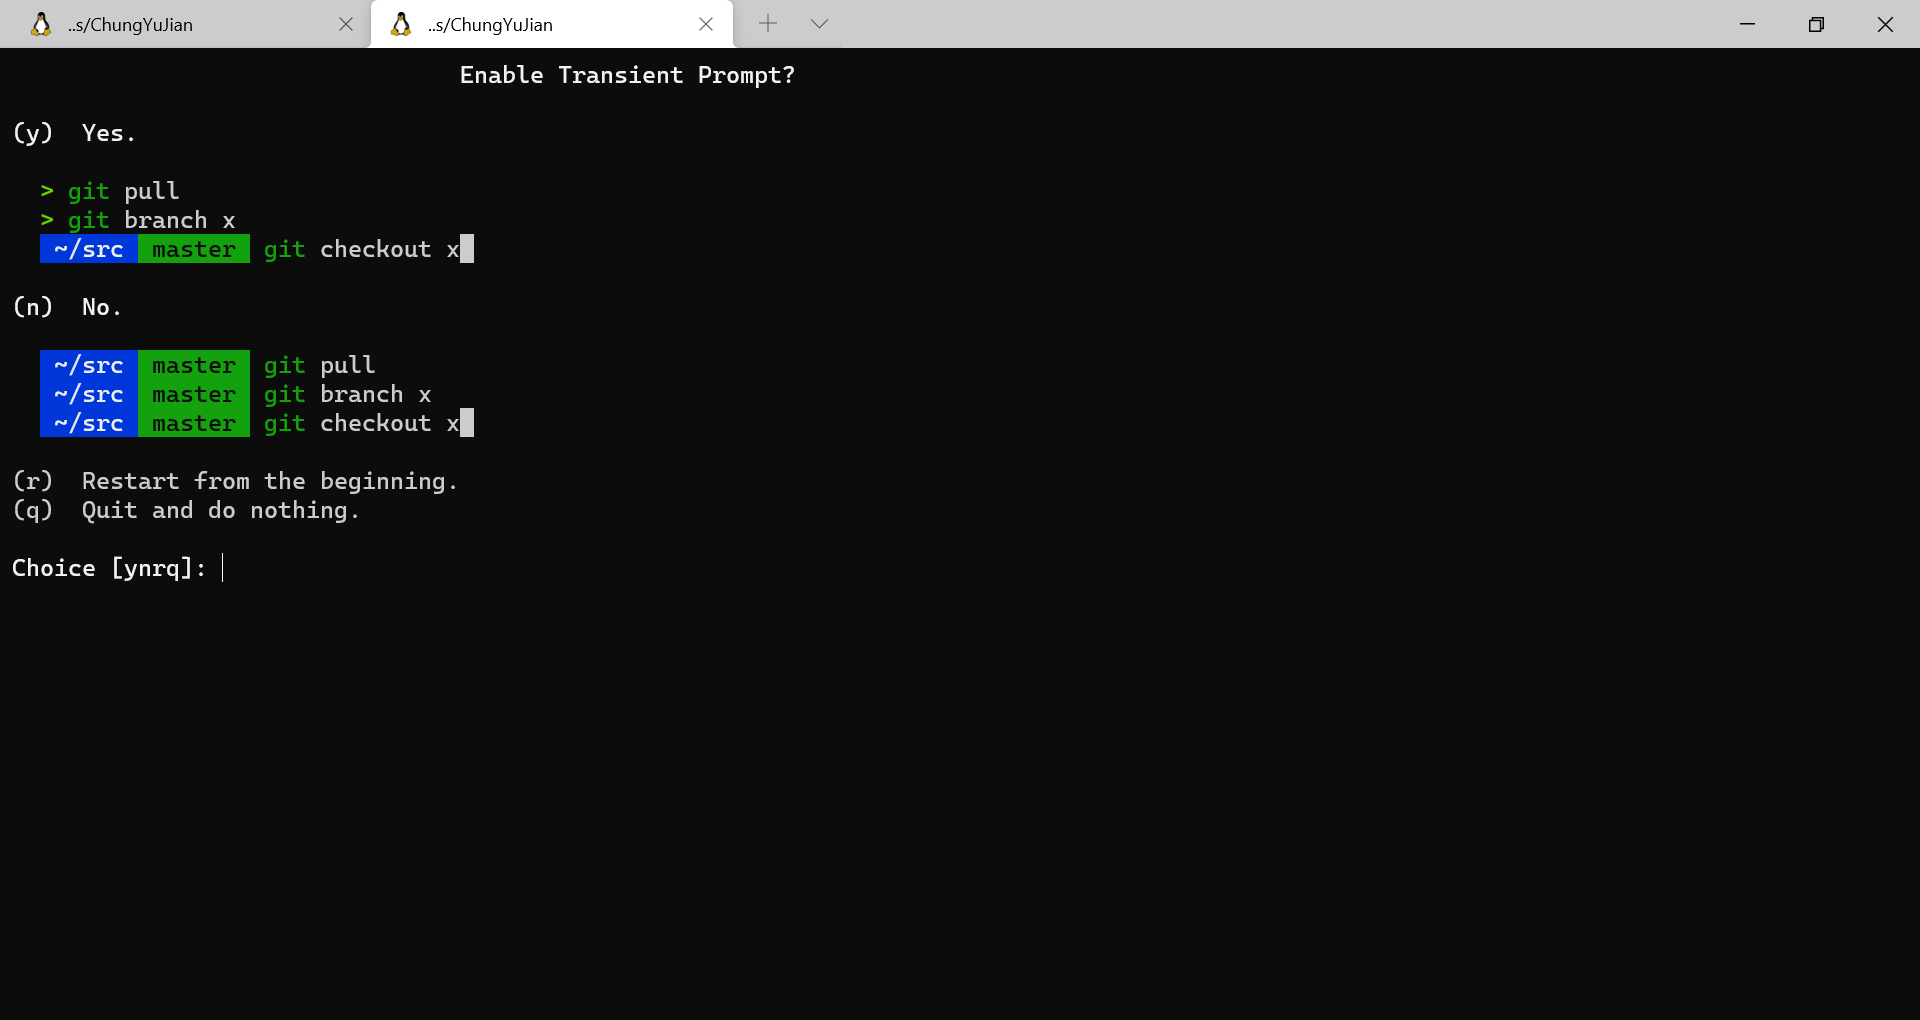 ..s/ChungYuJian ..s/ChungYuJian
Enable Transient Prompt?
(y)  Yes.
> git pull
> git branch x
~/src  master  git checkout x
(n)  No.
~/src  master  git pull
~/src  master  git branch x
~/src  master  git checkout x
(r)  Restart from the beginning.
(q)  Quit and do nothing.
Choice [ynrq]: